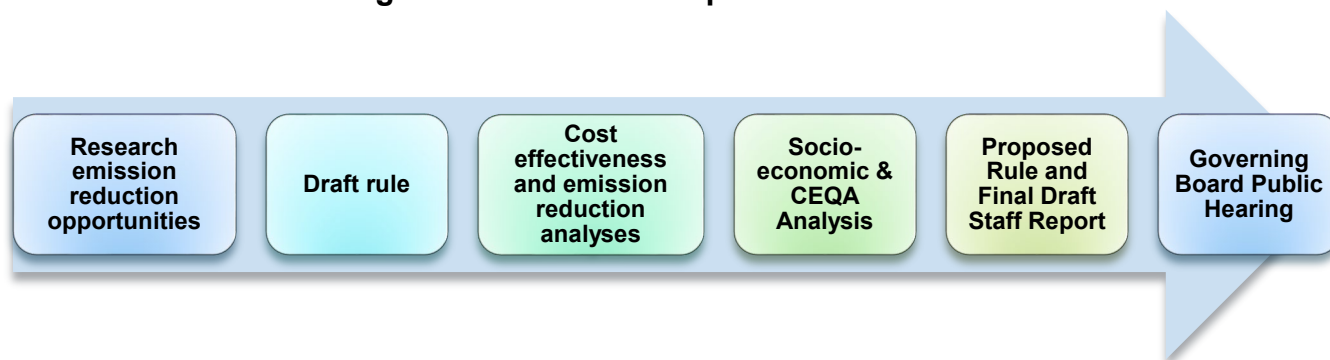 Research
emission
reduction
opportunities
Draft rule
Cost
effectiveness
and emission
reduction
analyses
Socio-
economic &
CEQA
Analysis
Proposed
Rule and
Final Draft
Staff Report
Governing
Board Public
Hearing